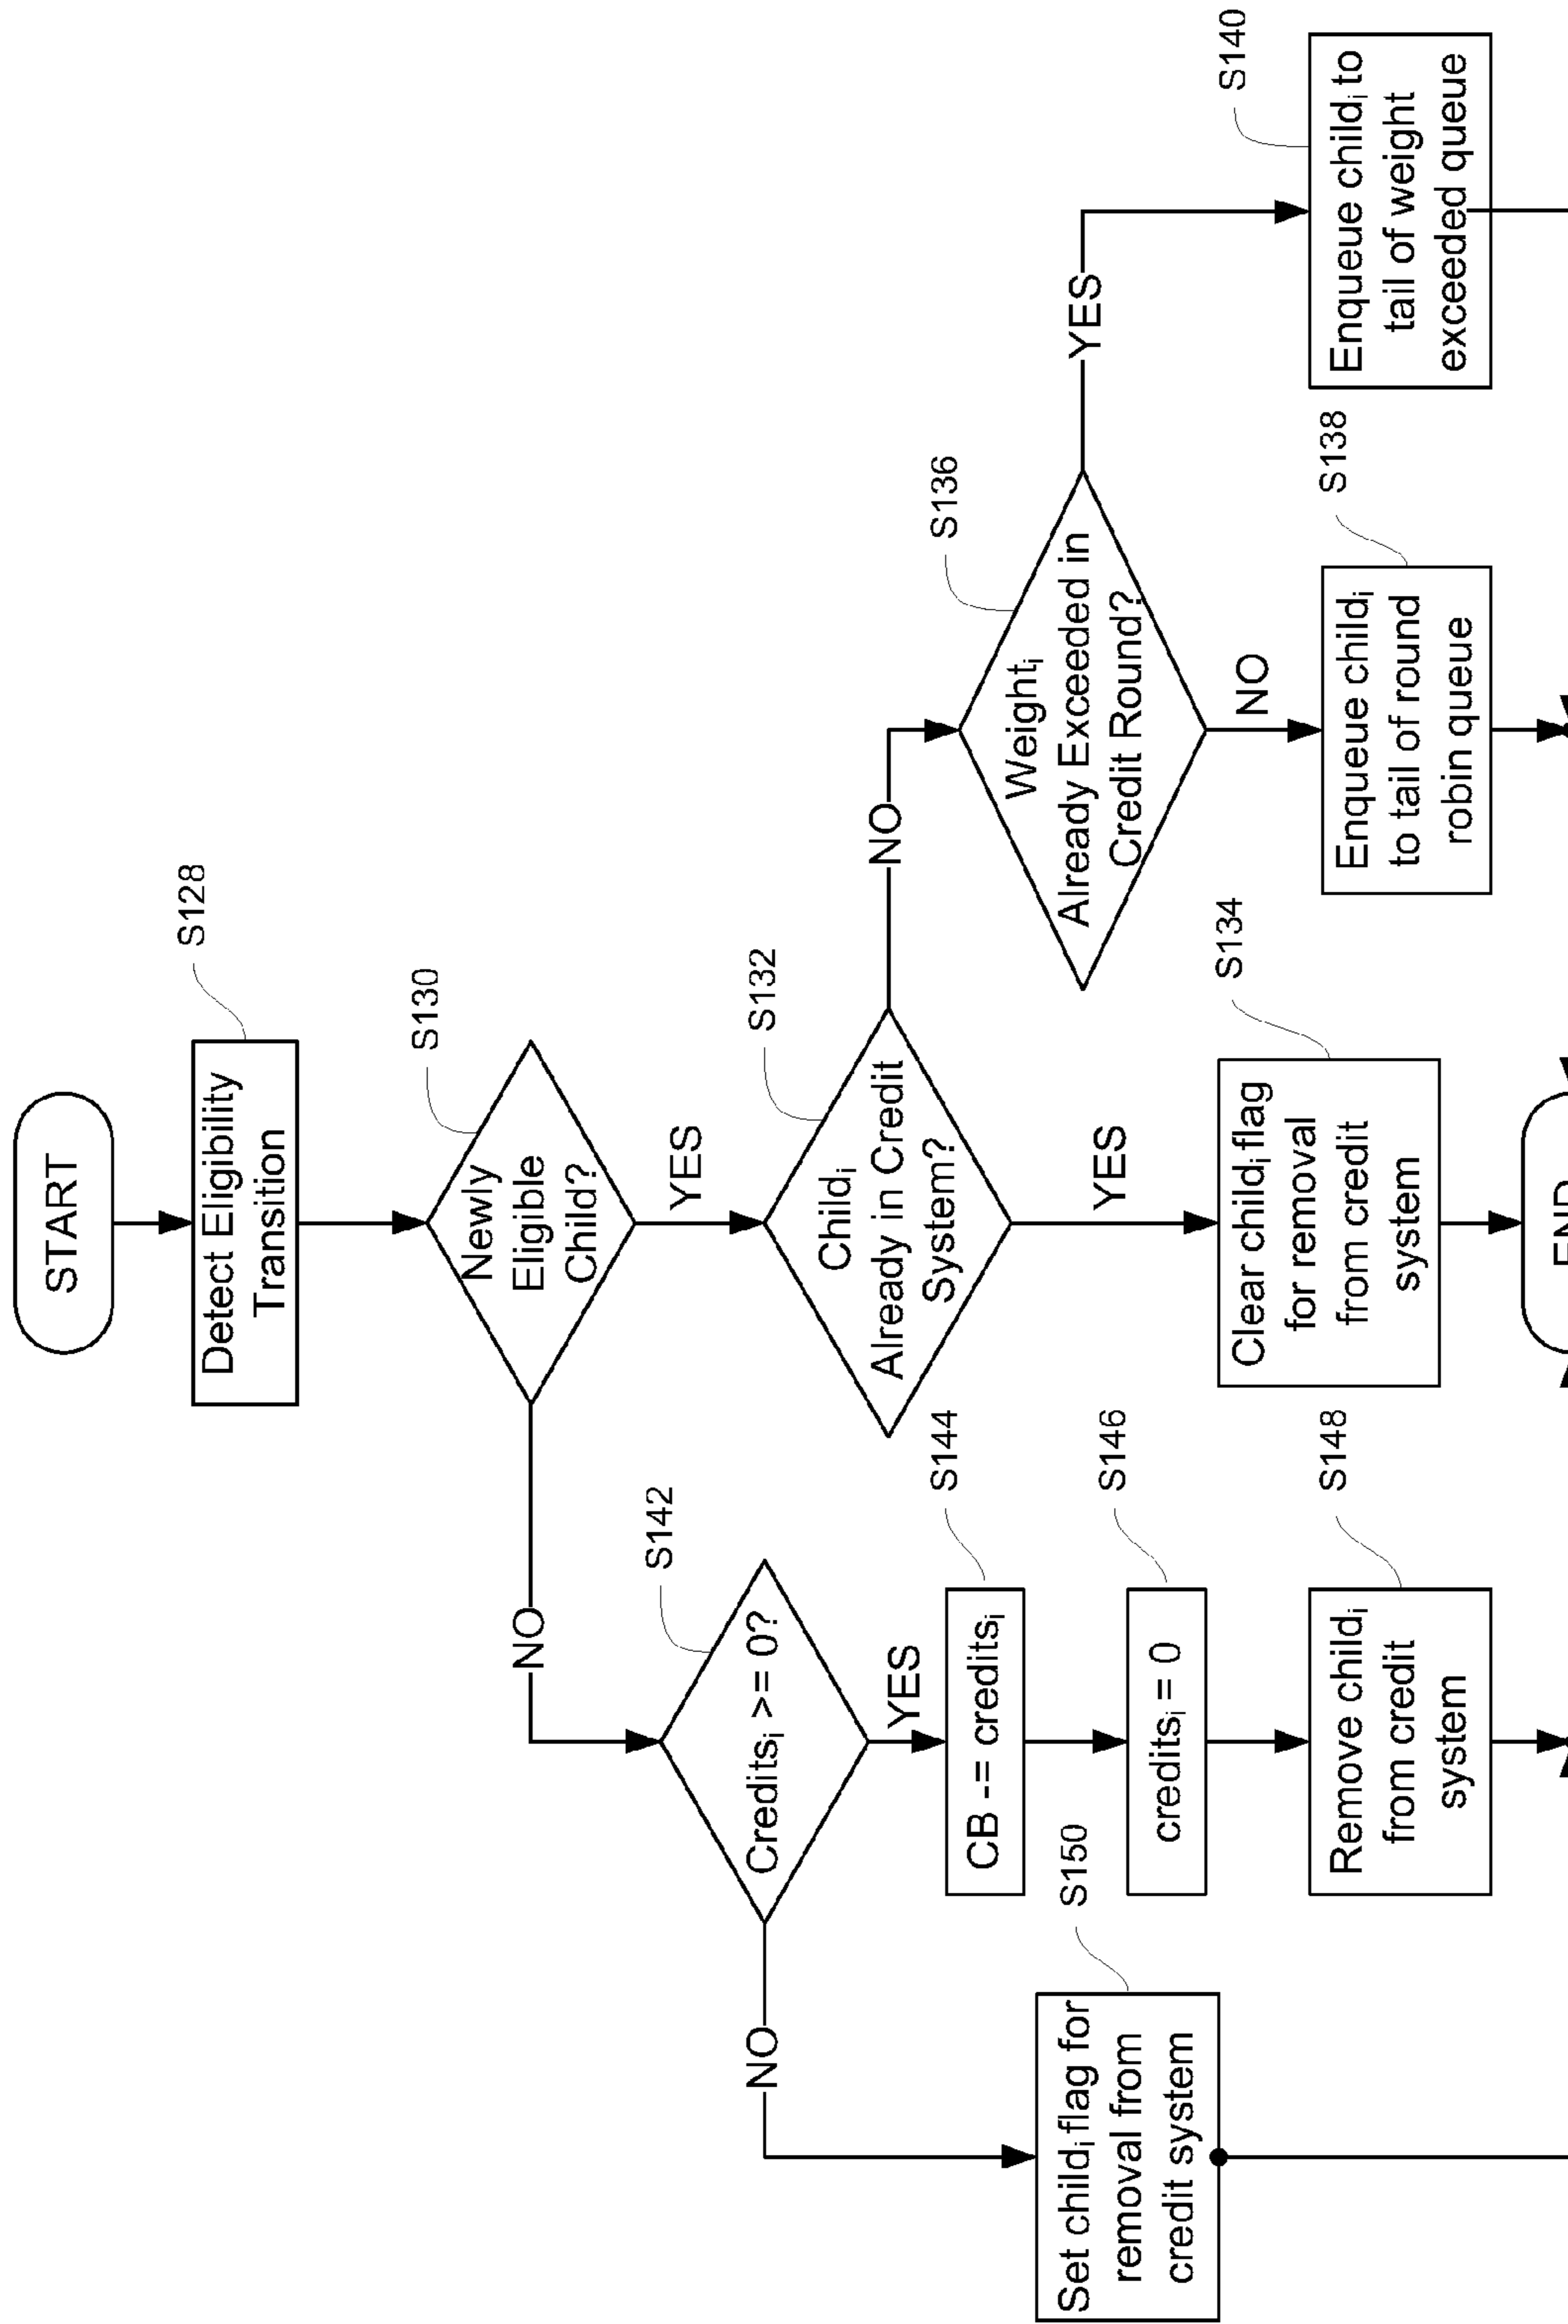 START
S128
Detect Eligibility
Transition
S130
Newly
Eligible
Child?
NO
YES
S132
Child i
Already in Credit
System?
NO
YES
S134
Clear child i flag
for removal
from credit
system
S136
Weight i
Already Exceeded in
Credit Round?
YES
NO
S138
Enqueue child i
to tail of round
robin queue
S140
Enqueue child i to
tail of weight
exceeded queue
S142
Credits i >= 0?
NO
YES
S144
CB -= credits i
S146
credits i = 0
S148
Remove child i
from credit
system
S150
Set child i flag for
removal from
credit system
END